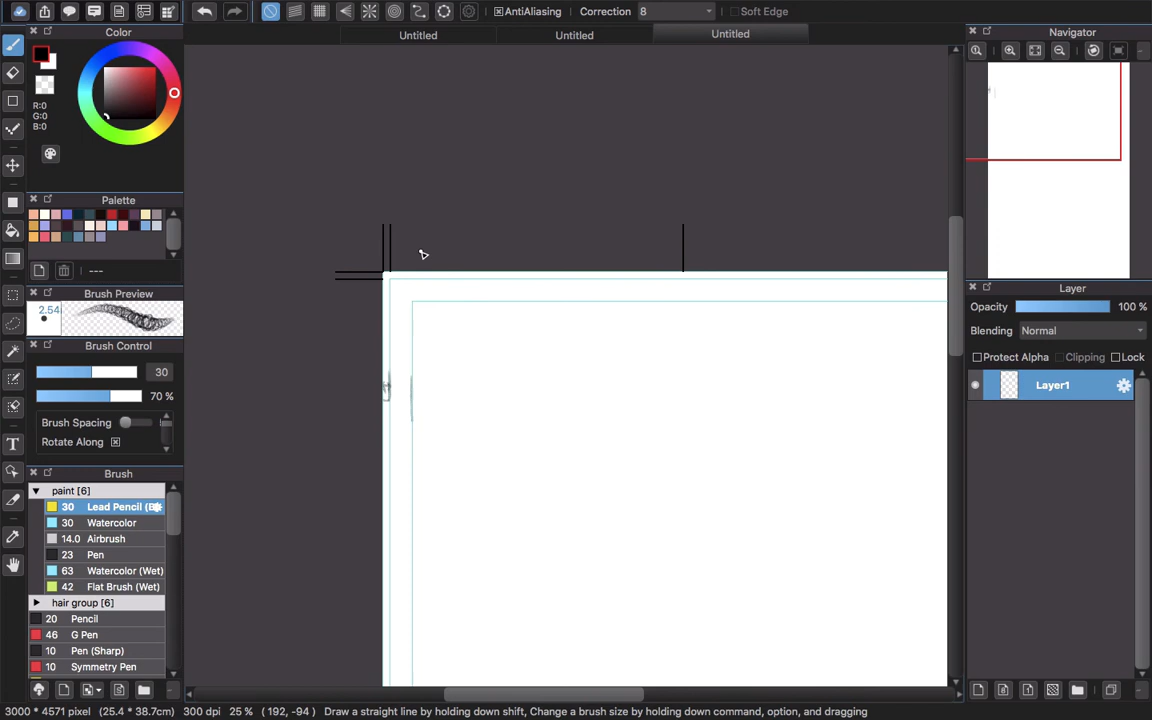 AntiAliasing Correction 8 Soft Edge
Untitled Untitled Untitled
Color
R:0
G:0
B:0
Palette
---
Brush Preview
2.54
Brush Control
30
70 %
Brush Spacing
Rotate Along
Brush
paint [6]
30 Lead Pencil
30 Watercolor
14.0 Airbrush
23 Pen
63 Watercolor (Wet)
42 Flat Brush (Wet)
hair group [6]
20 Pencil
46 G Pen
10 Pen (Sharp)
10 Symmetry Pen
Navigator
Layer
Opacity 100 %
Blending Normal
Protect Alpha Clipping Lock
Layer1
3000 * 4571 pixel (25.4 * 38.7cm) 300 dpi 25 % ( 192, -94 ) Draw a straight line by holding down shift, Change a brush size by holding down command, option, and dragging